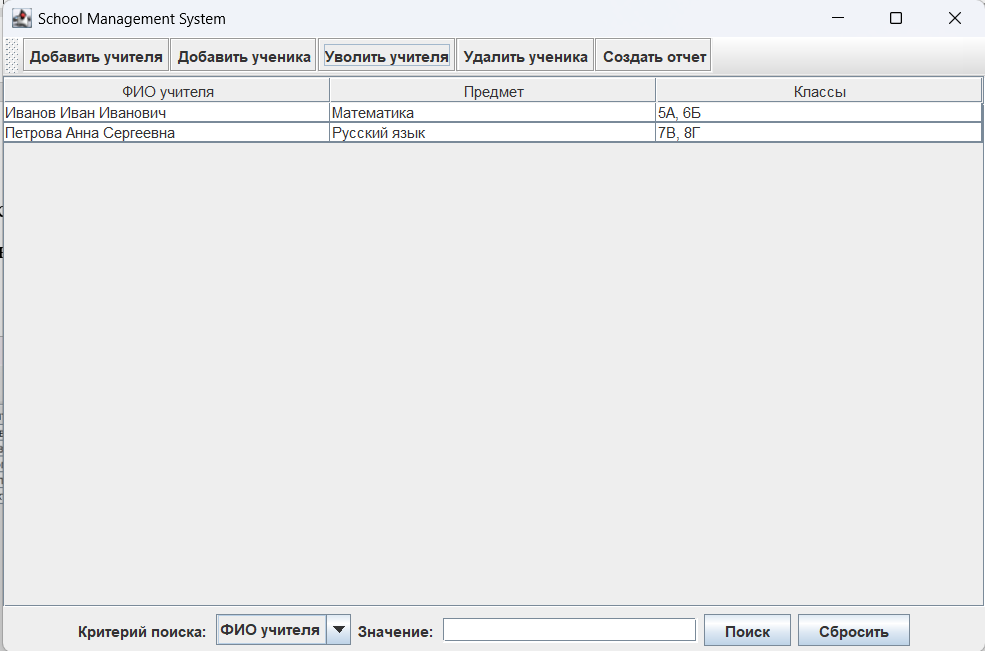 School Management System
Добавить учителя Добавить ученика Уволить учителя Удалить ученика Создать отчет
ФИО учителя Предмет Классы
Иванов Иван Иванович Математика 5А, 6Б
Петрова Анна Сергеевна Русский язык 7В, 8Г
Критерий поиска: ФИО учителя Значение: Поиск Сбросить